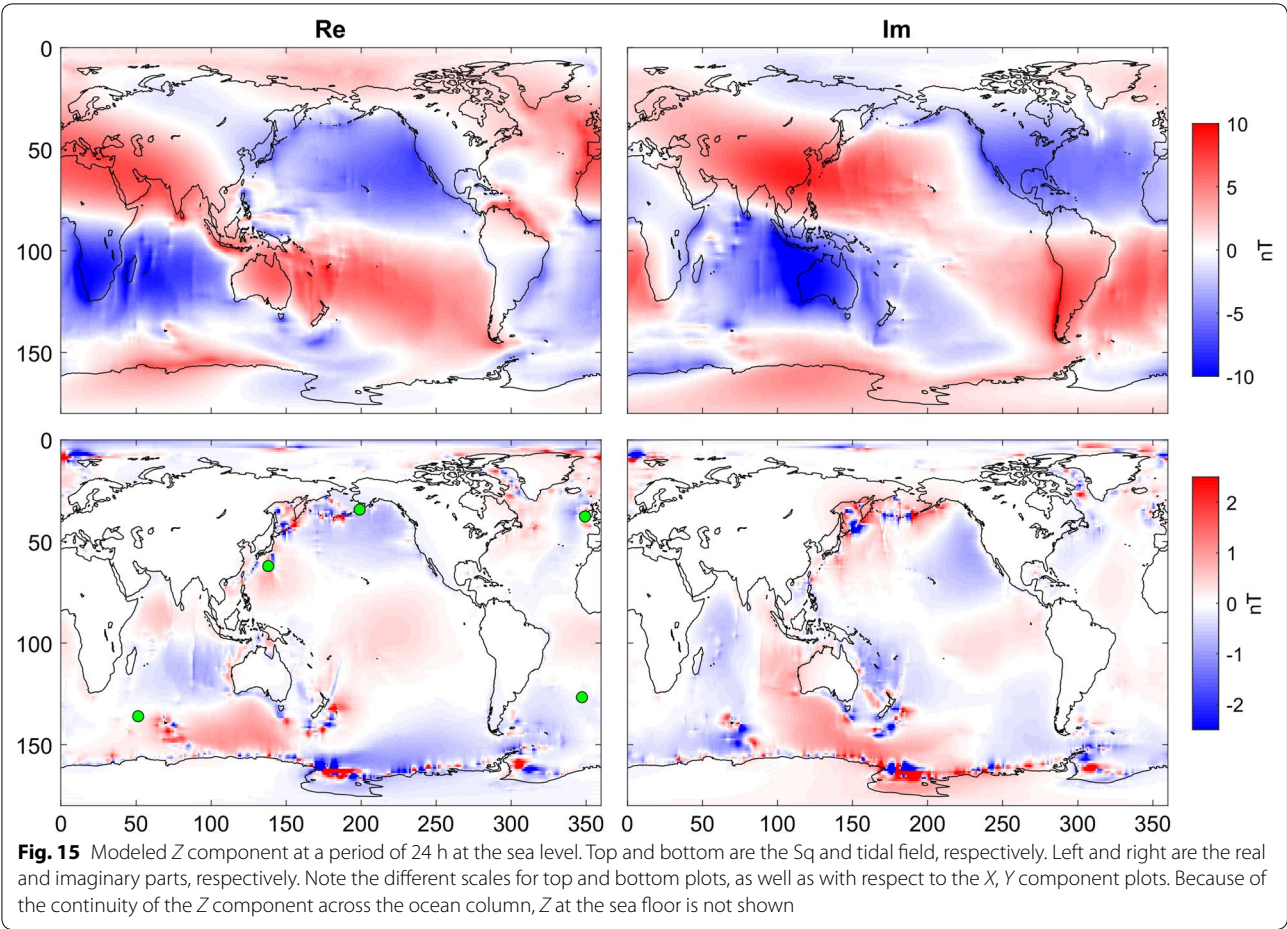 Re
Im
0
50
100
150
10
5
0
-5
-10
nT
0
50
100
150
2
1
0
-1
-2
nT
0 50 100 150 200 250 300 350
0 50 100 150 200 250 300 350
Fig. 15 Modeled Z component at a period of 24 h at the sea level. Top and bottom are the Sq and tidal field, respectively. Left and right are the real
and imaginary parts, respectively. Note the different scales for top and bottom plots, as well as with respect to the X, Y component plots. Because of
the continuity of the Z component across the ocean column, Z at the sea floor is not shown